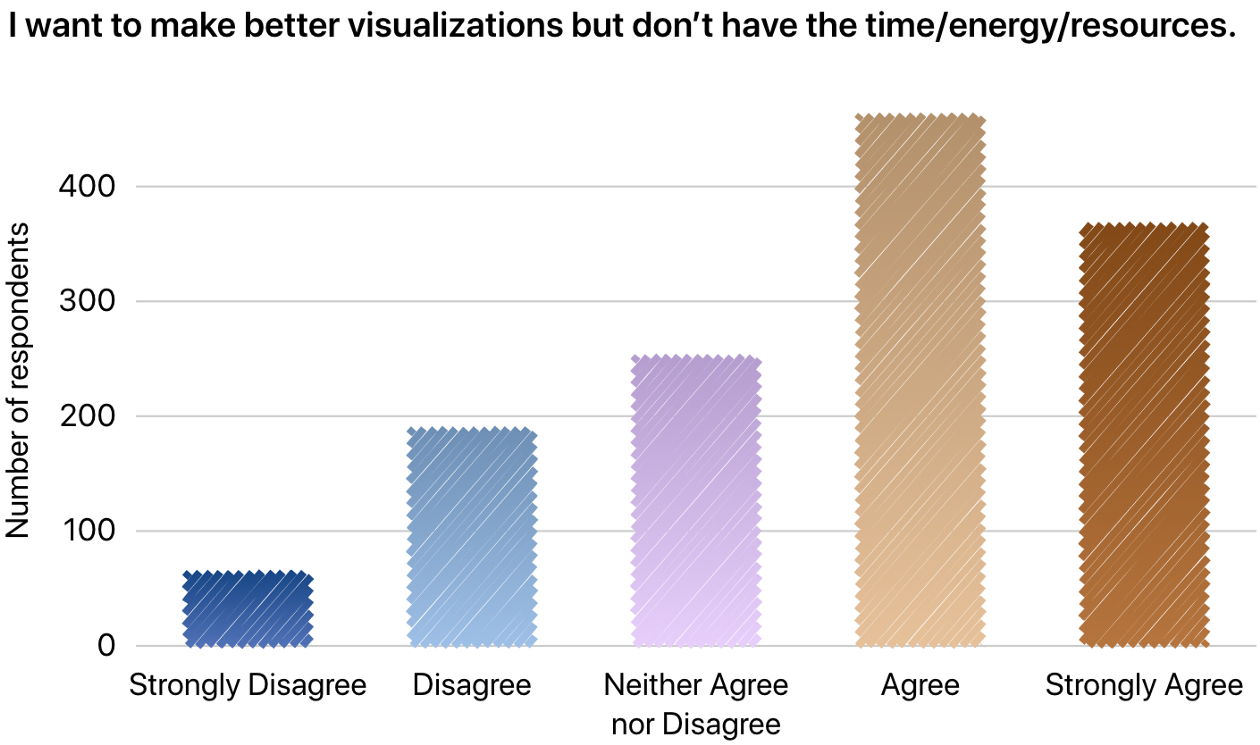 I want to make better visualizations but don’t have the time/energy/resources.
Number of respondents
400
300
200
100
0
Strongly Disagree
Disagree
Neither Agree
nor Disagree
Agree
Strongly Agree